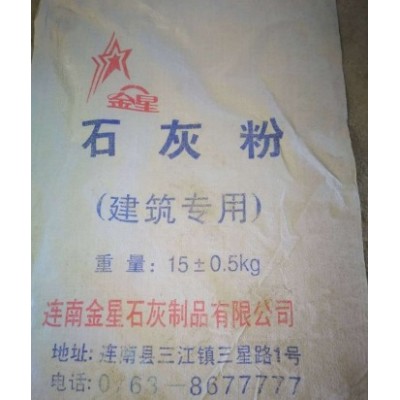 金星
石灰粉
(建筑专用)
重量：15±0.5kg
连南金星石灰制品有限公司
地址：连南县三江镇三星路1号
电话：0763－8677777